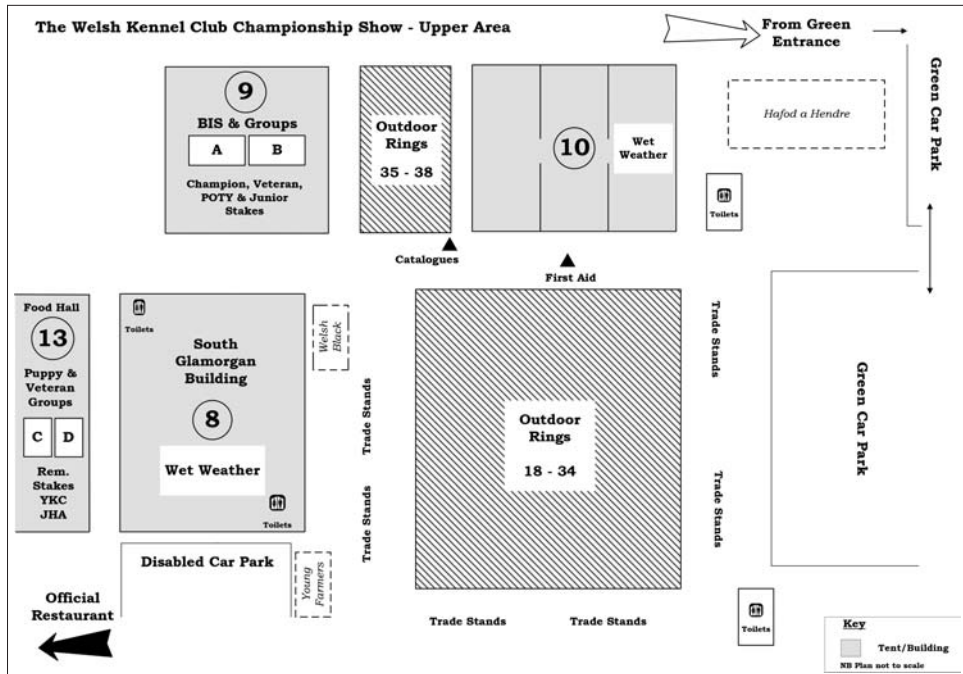 The Welsh Kennel Club Championship Show - Upper Area
From Green
Entrance
Green Car Park
9
BIS & Groups
A
B
Champion, Veteran,
POTY & Junior
Stakes
Outdoor
Rings
35 - 38
10
Wet
Weather
Hafod a Hendre
Toilets
Catalogues
First Aid
Food Hall
13
Puppy &
Veteran
Groups
C
D
Rem.
Stakes
YKC
JHA
Toilets
South
Glamorgan
Building
8
Wet Weather
Toilets
Welsh
Black
Trade Stands
Trade Stands
Outdoor
Rings
18 - 34
Trade Stands
Trade Stands
Green Car Park
Disabled Car Park
Young
Farmers
Official
Restaurant
Trade Stands
Trade Stands
Toilets
Key
Tent/Building
NB Plan not to scale